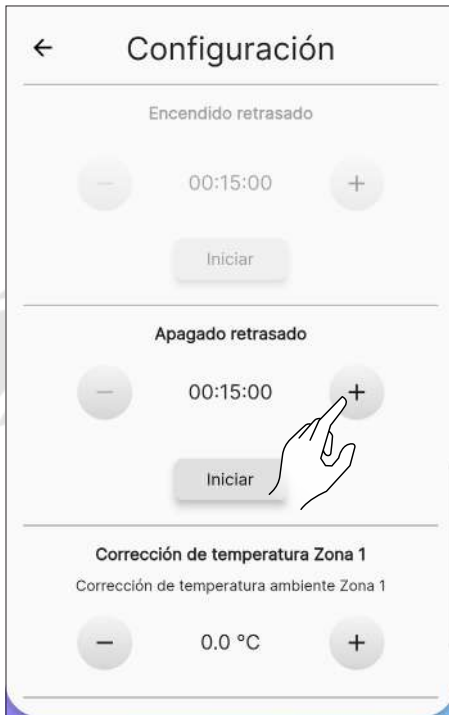 Configuración
Encendido retrasado
00:15:00
Iniciar
Apagado retrasado
00:15:00
Iniciar
Corrección de temperatura Zona 1
Corrección de temperatura ambiente Zona 1
0.0 °C